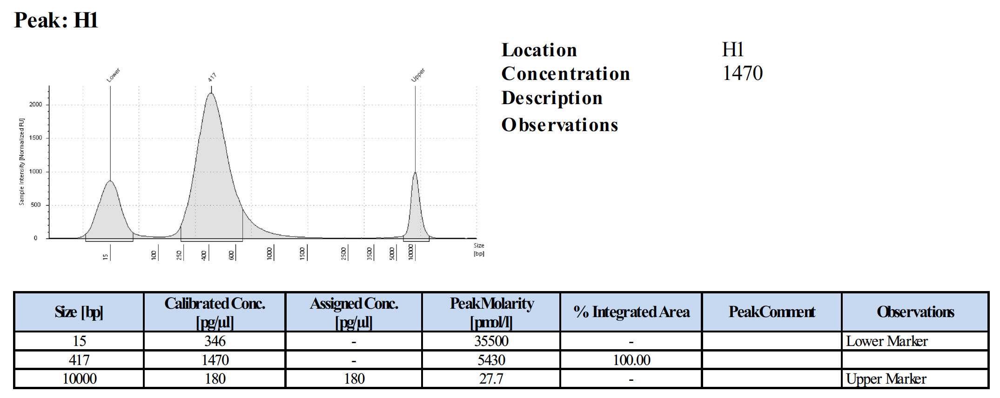 Peak: H1
Location H1
Concentration 1470
Description
Observations
Lower
417
Upper
Sample Intensity [Normalized FU]
2000
1500
1000
500
0
15
100
250
400
600
1000
1500
2500
3500
5000
10000
Size
[bp]
Size [bp] Calibrated Conc. [pg/µl] Assigned Conc. [pg/µl] Peak Molarity [pmol/l] % Integrated Area Peak Comment Observations
15 346 - 35500 - Lower Marker
417 1470 - 5430 100.00
10000 180 180 27.7 - Upper Marker